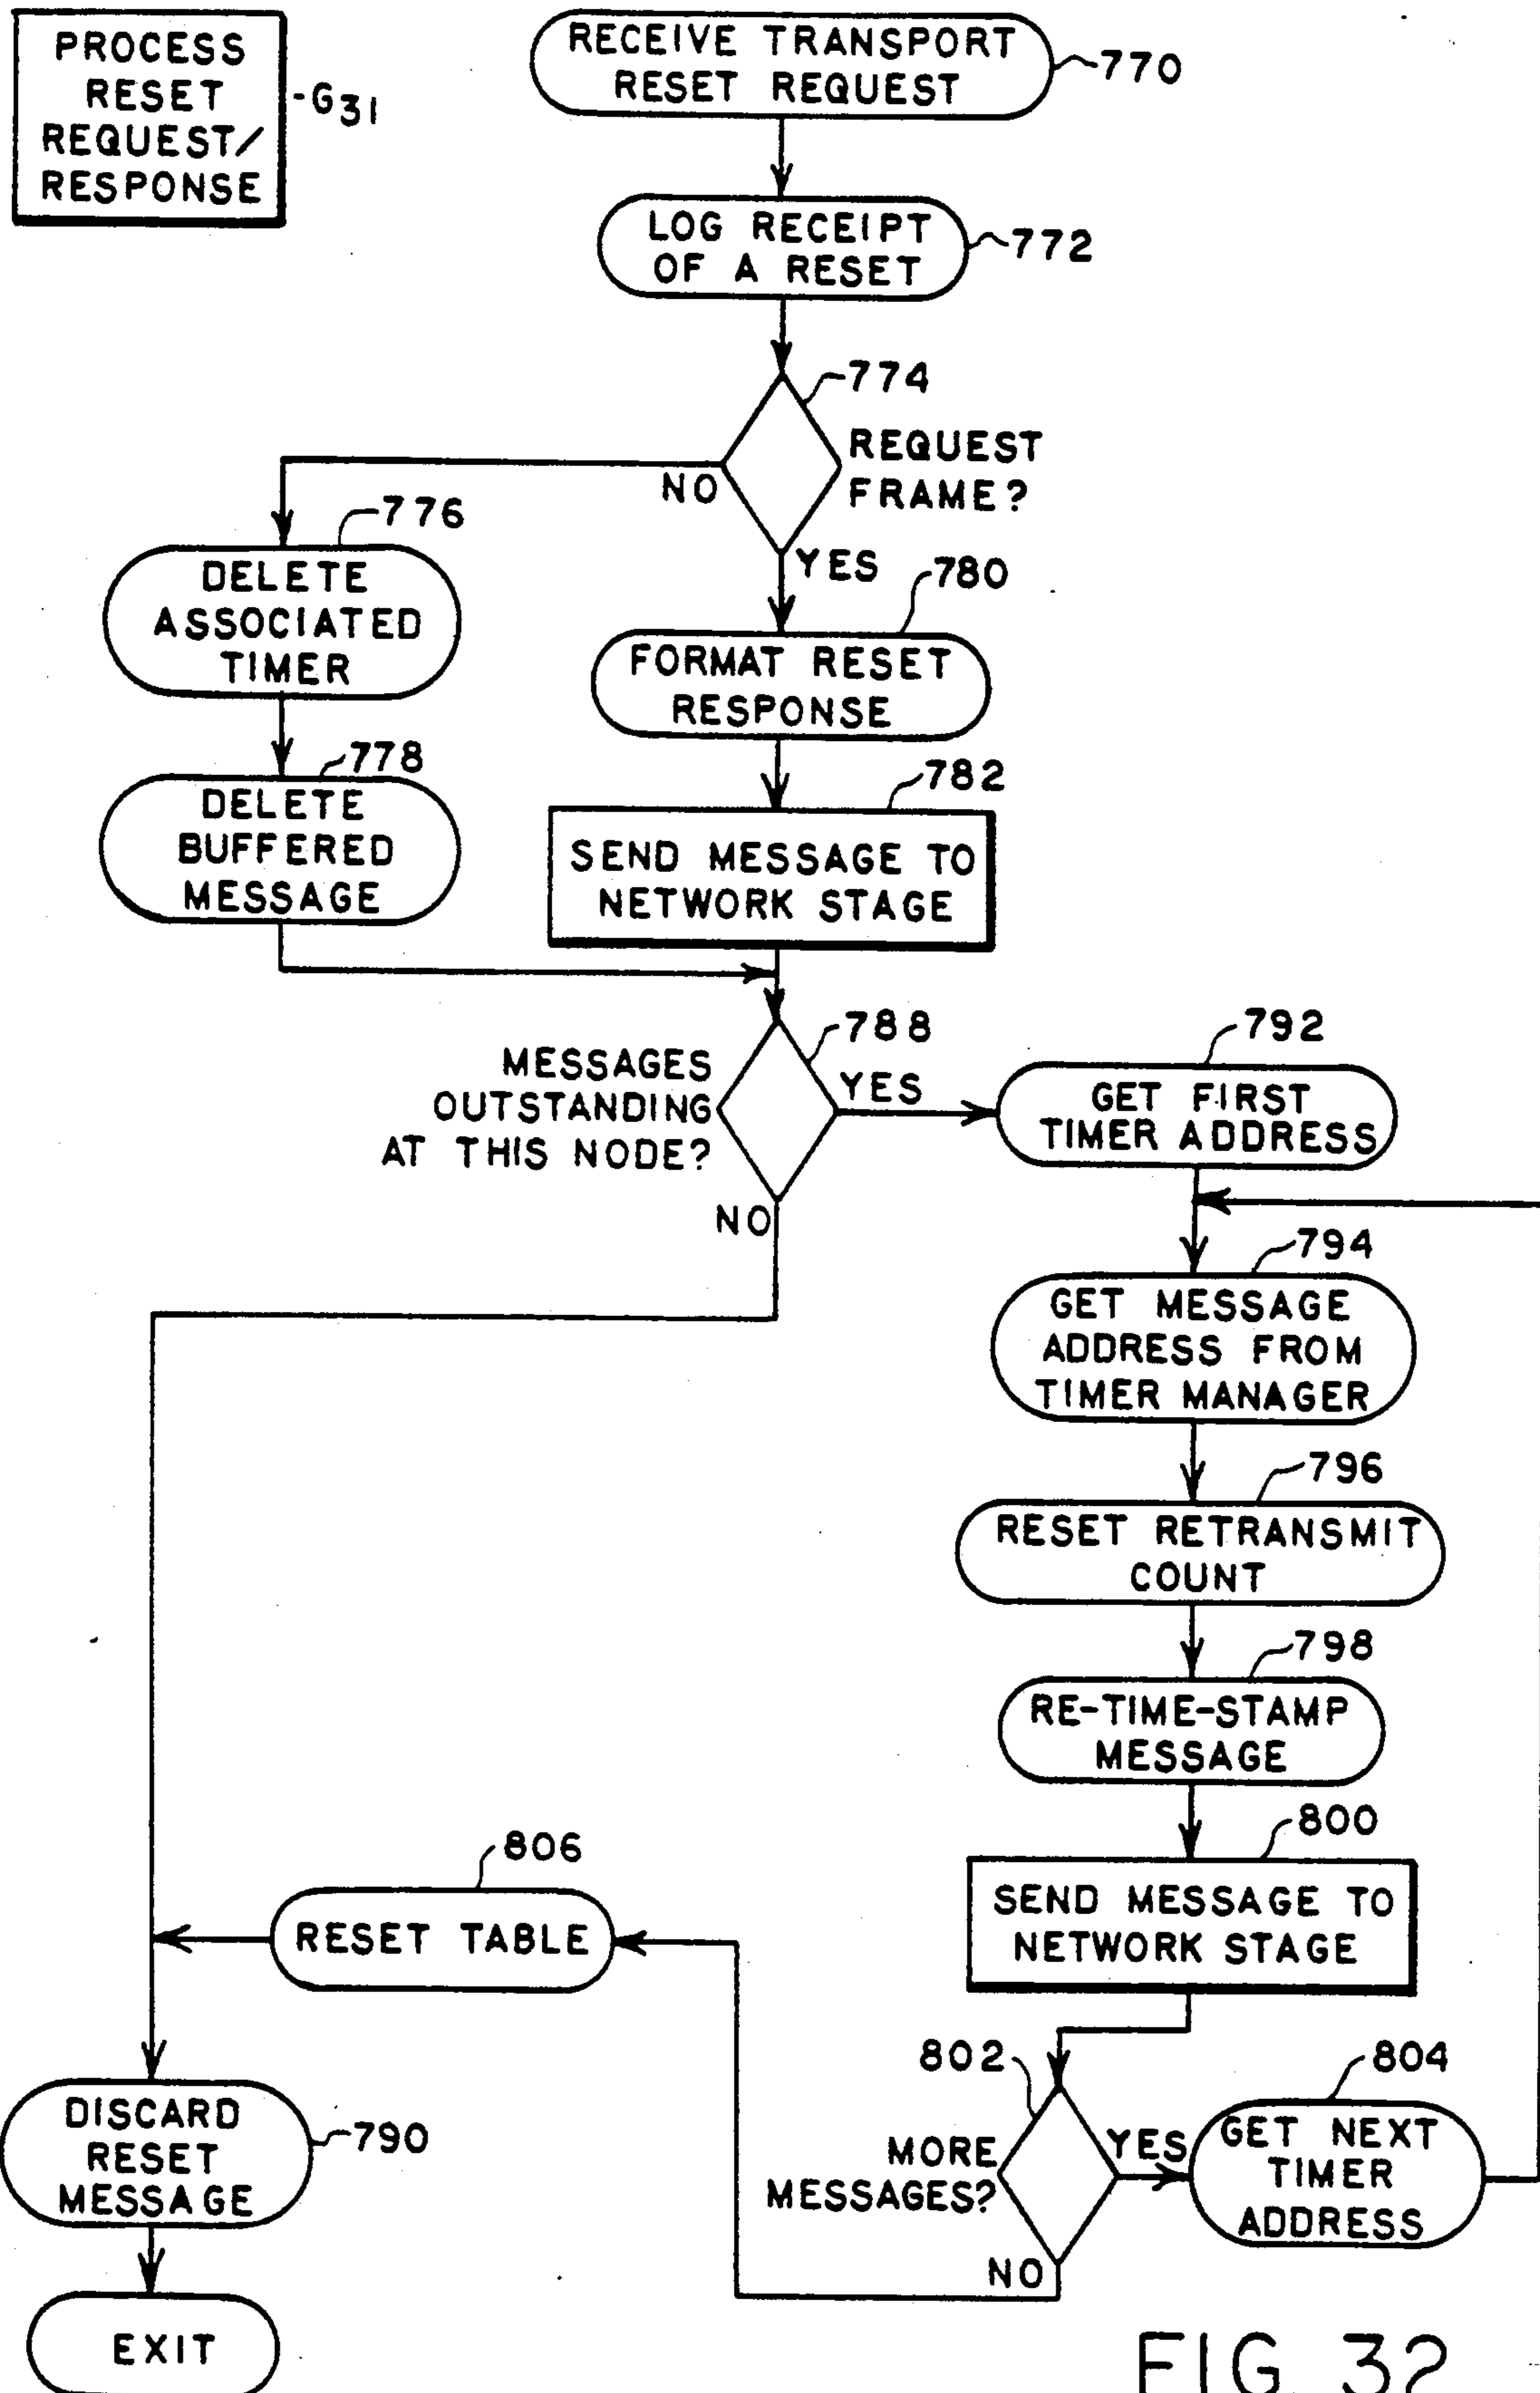 PROCESS
RESET
REQUEST/
RESPONSE
-G31
RECEIVE TRANSPORT
RESET REQUEST
770
LOG RECEIPT
OF A RESET
772
774
REQUEST
FRAME?
NO
YES
776
DELETE
ASSOCIATED
TIMER
780
FORMAT RESET
RESPONSE
778
DELETE
BUFFERED
MESSAGE
782
SEND MESSAGE TO
NETWORK STAGE
788
MESSAGES
OUTSTANDING
AT THIS NODE?
YES
NO
792
GET FIRST
TIMER ADDRESS
794
GET MESSAGE
ADDRESS FROM
TIMER MANAGER
796
RESET RETRANSMIT
COUNT
798
RE-TIME-STAMP
MESSAGE
800
SEND MESSAGE TO
NETWORK STAGE
806
RESET TABLE
802
MORE
MESSAGES?
YES
NO
804
GET NEXT
TIMER
ADDRESS
DISCARD
RESET
MESSAGE
790
EXIT
FIG. 32